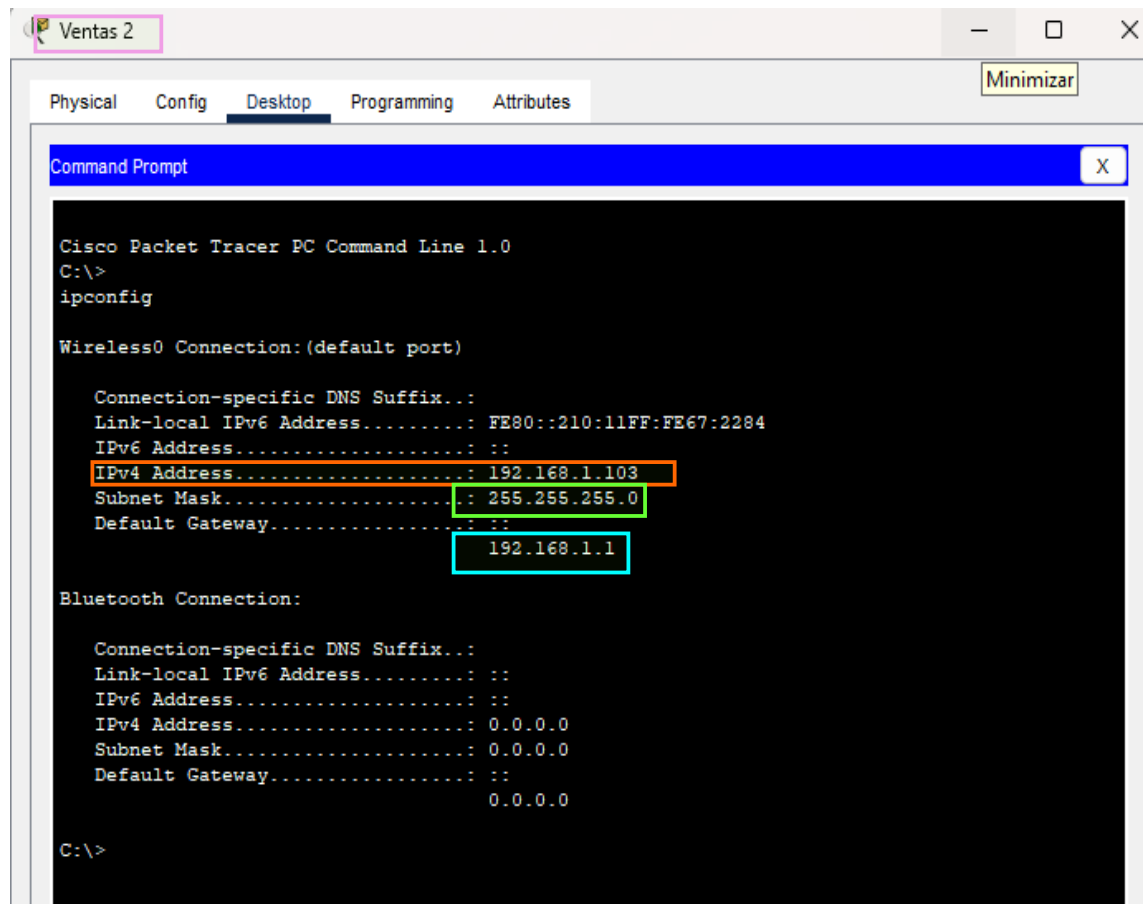 Ventas 2
Minimizar
Physical Config Desktop Programming Attributes
Command Prompt X
Cisco Packet Tracer PC Command Line 1.0
C:\>
ipconfig
Wireless0 Connection:(default port)
Connection-specific DNS Suffix..:
Link-local IPv6 Address.........: FE80::210:11FF:FE67:2284
IPv6 Address....................: ::
IPv4 Address....................: 192.168.1.103
Subnet Mask.....................: 255.255.255.0
Default Gateway.................: ::
192.168.1.1
Bluetooth Connection:
Connection-specific DNS Suffix..:
Link-local IPv6 Address.........: ::
IPv6 Address....................: ::
IPv4 Address....................: 0.0.0.0
Subnet Mask.....................: 0.0.0.0
Default Gateway.................: ::
0.0.0.0
C:\>